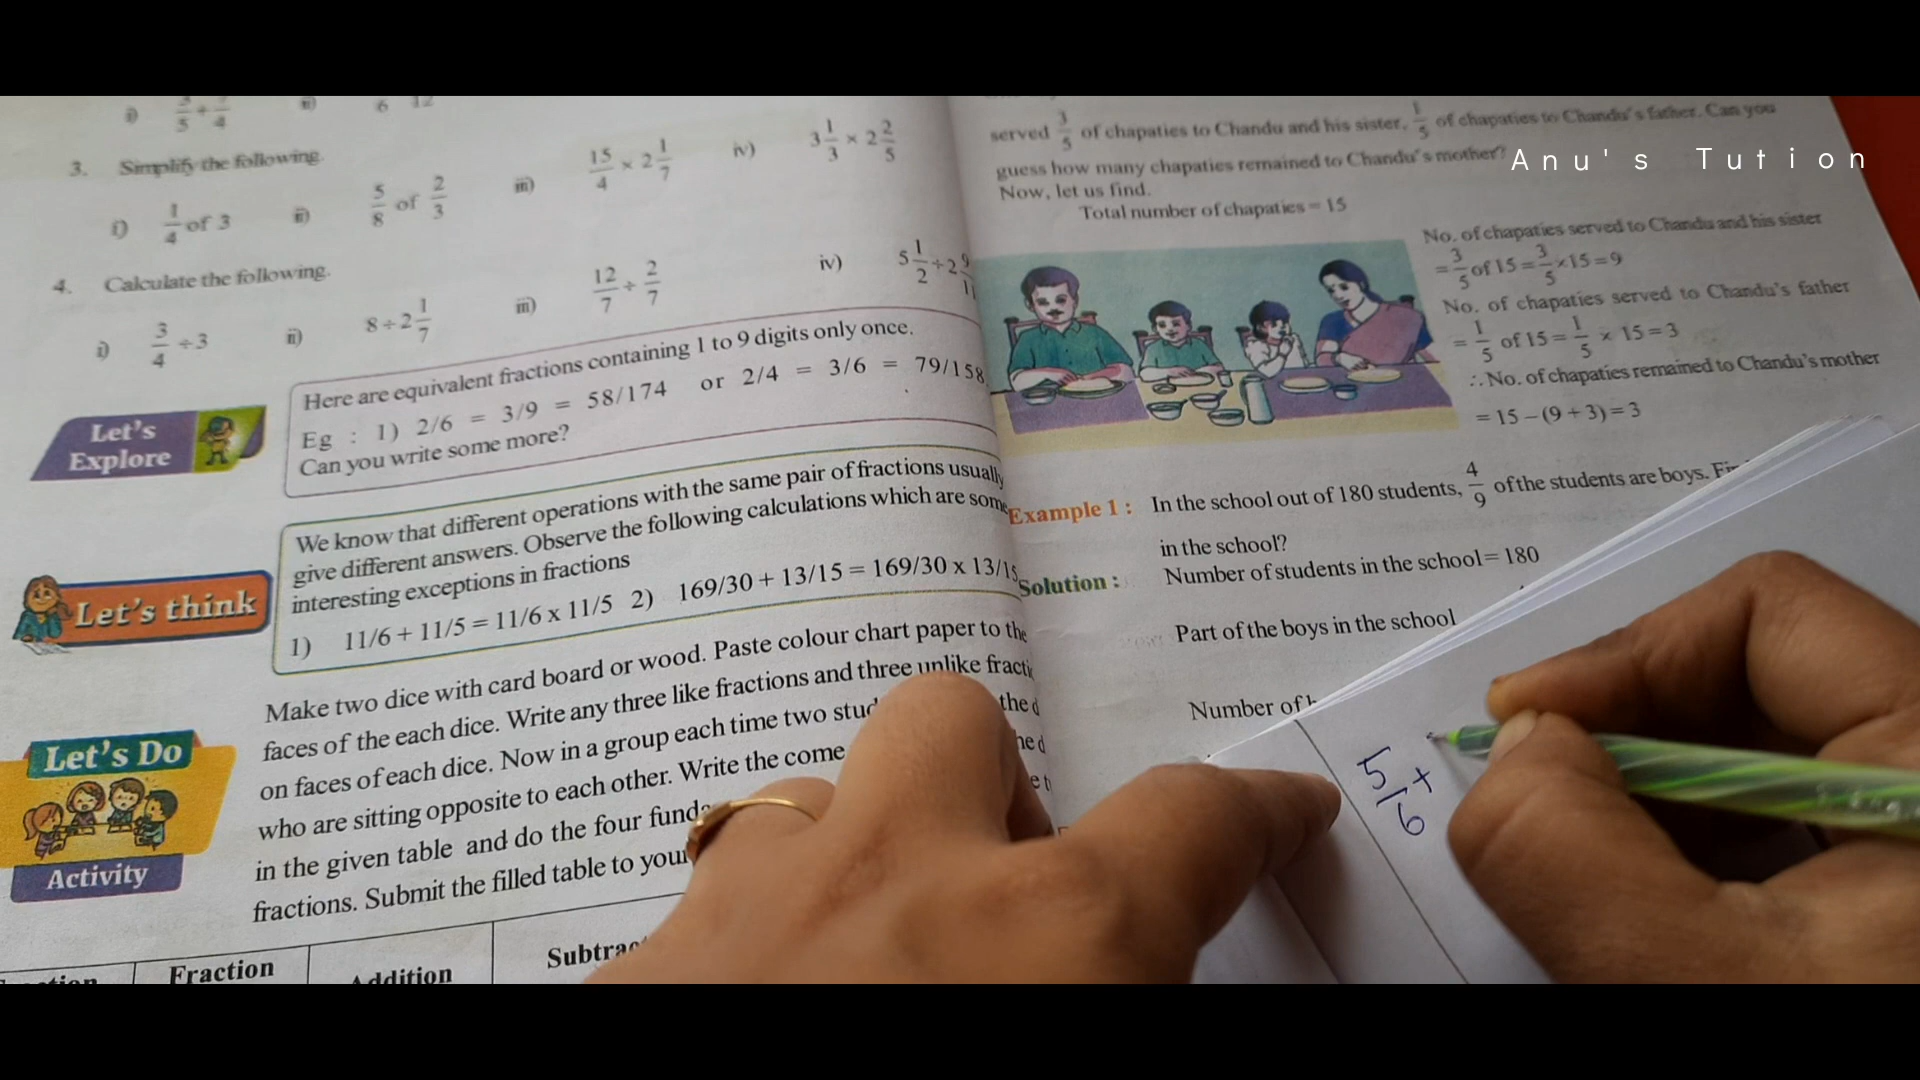 3. Simplify the following.
i) 1/4 of 3 ii) 5/8 of 2/3 iii) 15/4 × 2 1/7 iv) 3 1/3 × 2 2/5
4. Calculate the following.
i) 3/4 ÷ 3 ii) 8 ÷ 2 1/7 iii) 12/7 ÷ 2/7 iv) 5 1/2 ÷ 2 9/11
Let's
Explore
Here are equivalent fractions containing 1 to 9 digits only once.
Eg : 1) 2/6 = 3/9 = 58/174 or 2/4 = 3/6 = 79/158
Can you write some more?
Let's think
We know that different operations with the same pair of fractions usually
give different answers. Observe the following calculations which are some
interesting exceptions in fractions
1) 11/6 + 11/5 = 11/6 x 11/5 2) 169/30 + 13/15 = 169/30 x 13/15
Let's Do
Activity
Make two dice with card board or wood. Paste colour chart paper to the
faces of the each dice. Write any three like fractions and three unlike
on faces of each dice. Now in a group each time two the
who are sitting opposite to each other. Write the
in the given table and do the four
fractions. Submit the filled table to
Fraction Addition
served 3/5 of chapaties to Chandu and his sister, 1/5 of chapaties to Chandu's father. Can you
guess how many chapaties remained to Chandu's mother?
Now, let us find.
Total number of chapaties = 15
No. of chapaties served to Chandu and his sister
= 3/5 of 15 = 3/5 × 15 = 9
No. of chapaties served to Chandu's father
= 1/5 of 15 = 1/5 × 15 = 3
∴ No. of chapaties remained to Chandu's mother
= 15 – (9 + 3) = 3
Example 1 : In the school out of 180 students, 4/9 of the students are boys.
in the school?
Solution : Number of students in the school = 180
Part of the boys in the school
Number of
5/6 +
Anu's Tution